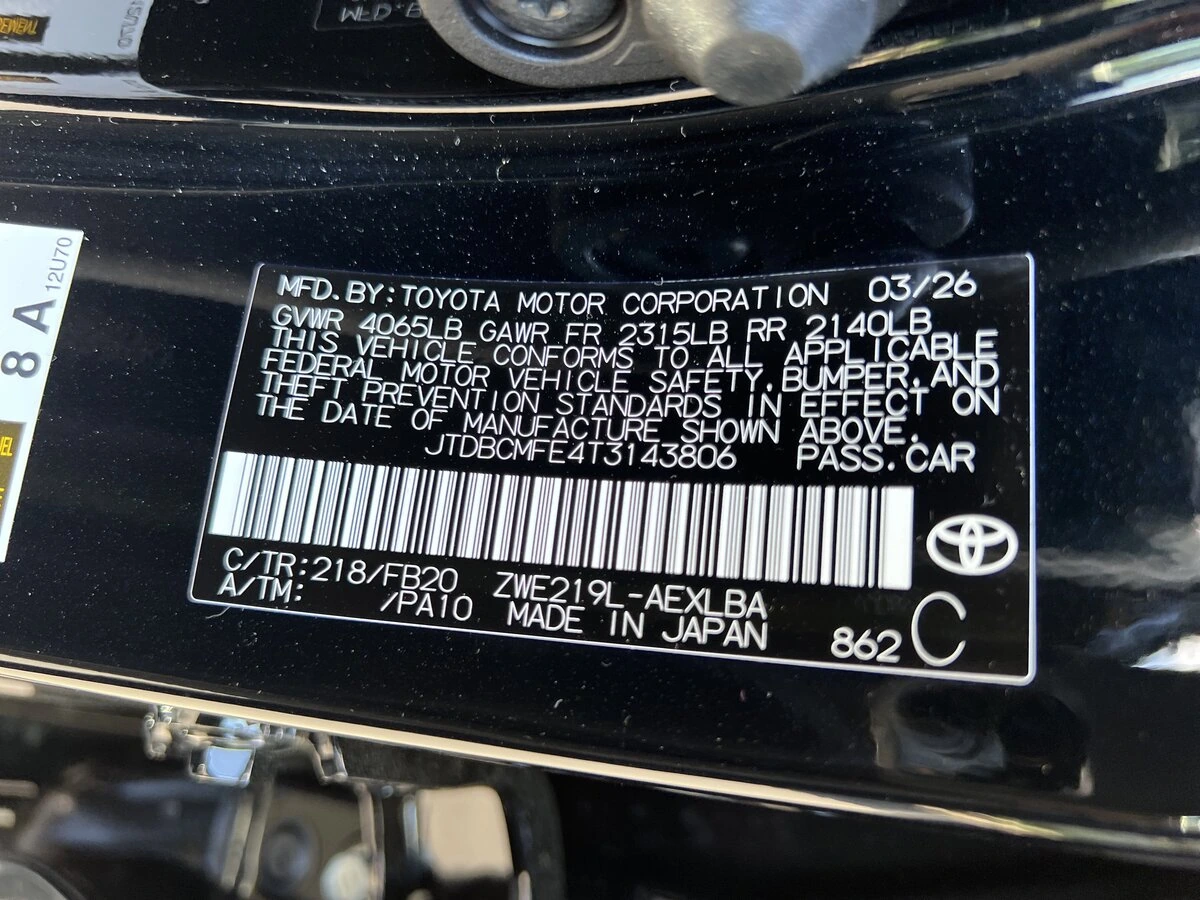 12U70
8 A
MFD.BY:TOYOTA MOTOR CORPORATION 03/26
GVWR 4065LB GAWR FR 2315LB RR 2140LB
THIS VEHICLE CONFORMS TO ALL APPLICABLE
FEDERAL MOTOR VEHICLE SAFETY,BUMPER,AND
THEFT PREVENTION STANDARDS IN EFFECT ON
THE DATE OF MANUFACTURE SHOWN ABOVE.
JTDBCMFE4T3143806 PASS.CAR
C/TR:218/FB20 ZWE219L-AEXLBA
A/TM: /PA10 MADE IN JAPAN
862 C